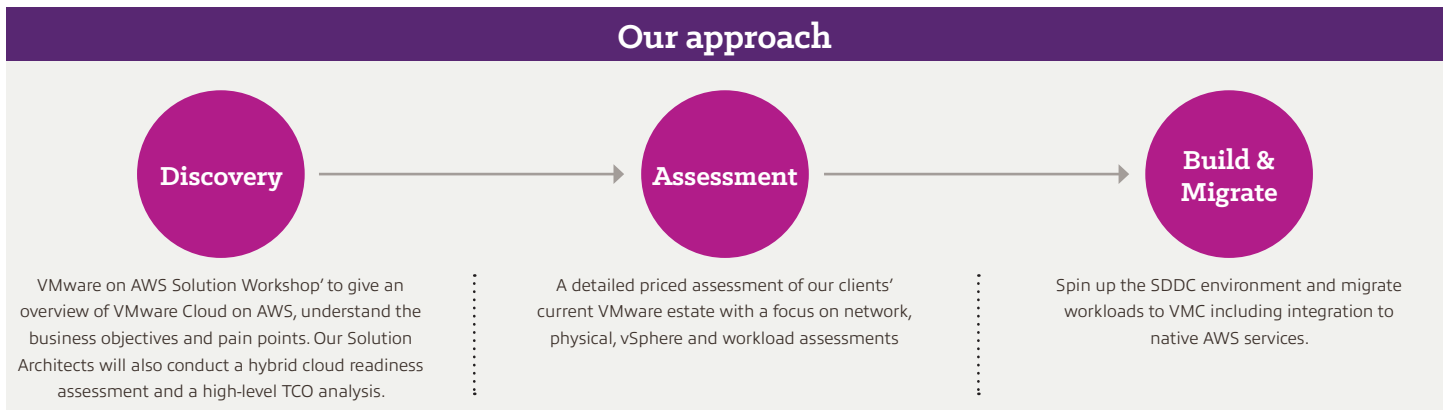 Our approach
Discovery
VMware on AWS Solution Workshop’ to give an
overview of VMware Cloud on AWS, understand the
business objectives and pain points. Our Solution
Architects will also conduct a hybrid cloud readiness
assessment and a high-level TCO analysis.
Assessment
A detailed priced assessment of our clients’
current VMware estate with a focus on network,
physical, vSphere and workload assessments
Build &
Migrate
Spin up the SDDC environment and migrate
workloads to VMC including integration to
native AWS services.